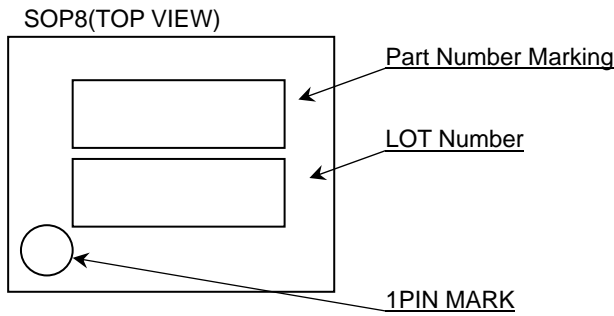 SOP8(TOP VIEW)
Part Number Marking
LOT Number
1PIN MARK